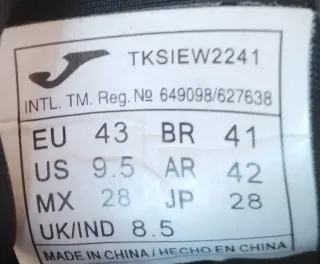 TKSIEW2241
INTL. TM. Reg. № 649098/627638
EU 43 BR 41
US 9.5 AR 42
MX 28 JP 28
UK/IND 8.5
MADE IN CHINA / HECHO EN CHINA